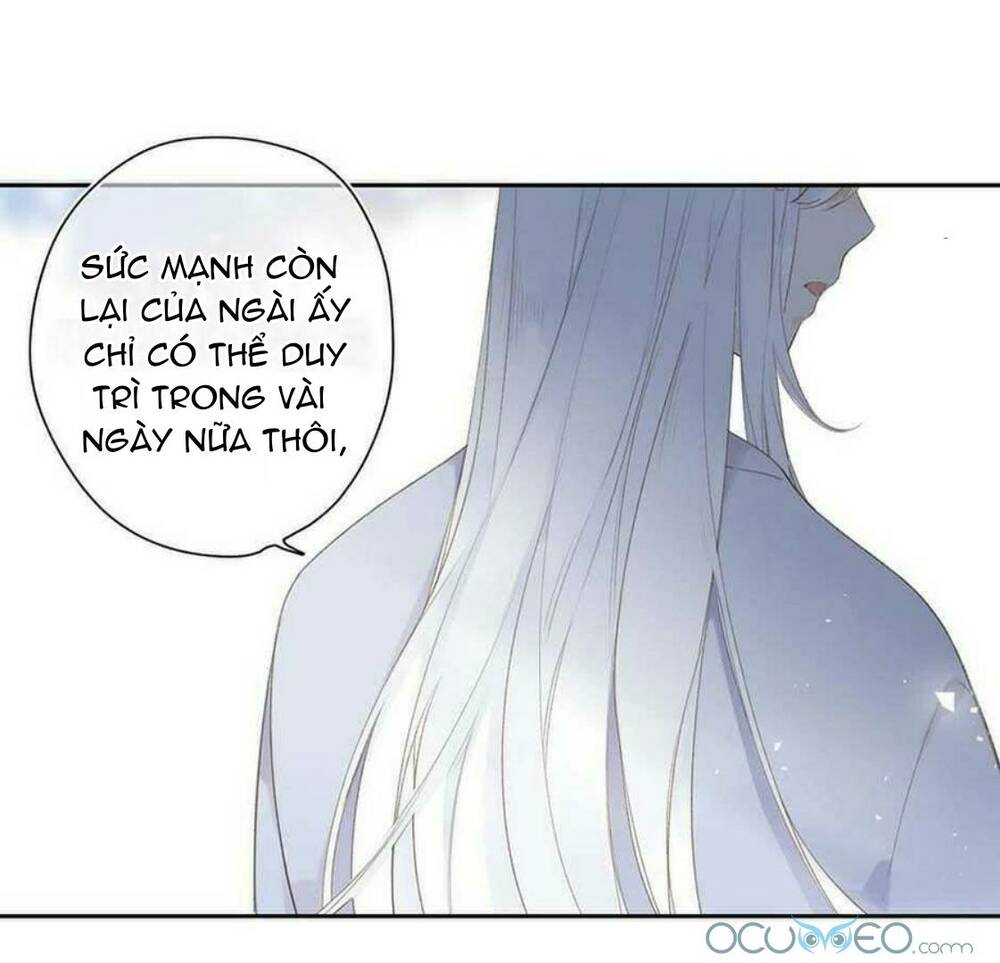 SỨC MẠNH CÒN
LẠI CỦA NGÀI ẤY
CHỈ CÓ THỂ DUY
TRÌ TRONG VÀI
NGÀY NỮA THÔI,
OCUMEO.com